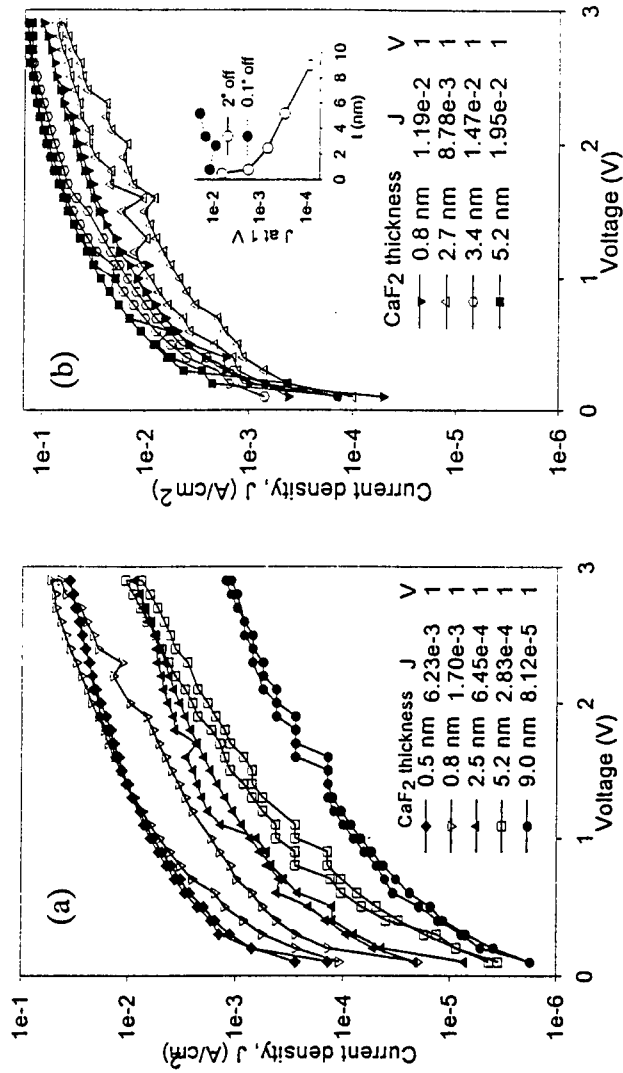 (a)
Current density, J (A/cm²)
1e-1
1e-2
1e-3
1e-4
1e-5
1e-6
CaF2 thickness J V
0.5 nm 6.23e-3 1
0.8 nm 1.70e-3 1
2.5 nm 6.45e-4 1
5.2 nm 2.83e-4 1
9.0 nm 8.12e-5 1
0 1 2 3
Voltage (V)
(b)
Current density, J (A/cm²)
1e-1
1e-2
1e-3
1e-4
1e-5
1e-6
J at 1 V
1e-2
1e-3
1e-4
2° off
0.1° off
0 2 4 6 8 10
t (nm)
CaF2 thickness J V
0.8 nm 1.19e-2 1
2.7 nm 8.78e-3 1
3.4 nm 1.47e-2 1
5.2 nm 1.95e-2 1
0 1 2 3
Voltage (V)